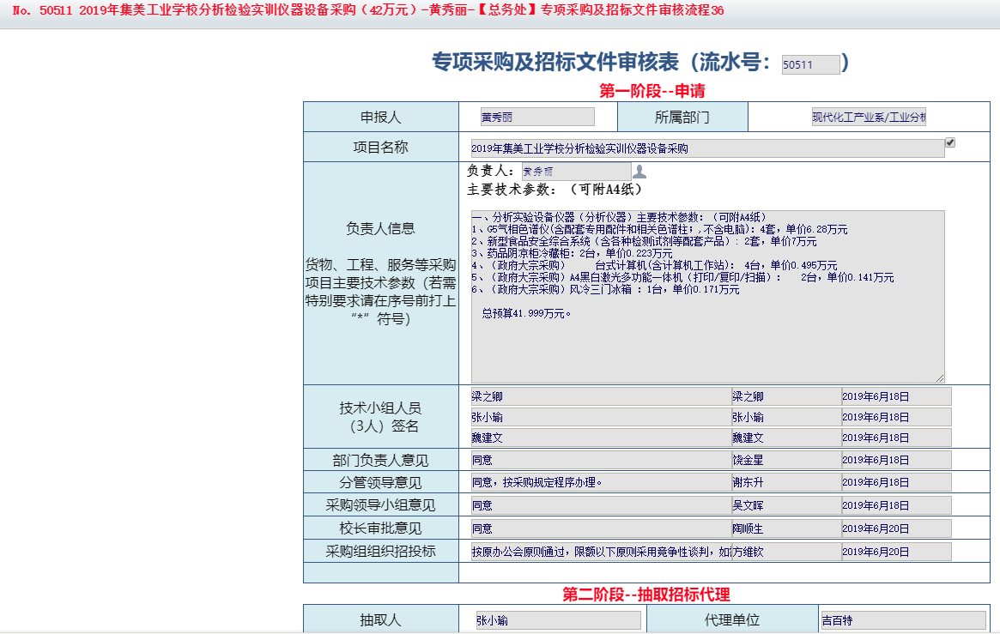 No. 50511 2019年集美工业学校分析检验实训仪器设备采购（42万元）-黄秀丽-【总务处】专项采购及招标文件审核流程36
专项采购及招标文件审核表（流水号： 50511 ）
第一阶段--申请
申报人 黄秀丽 所属部门 现代化工产业系/工业分析
项目名称 2019年集美工业学校分析检验实训仪器设备采购
负责人信息
货物、工程、服务等采购项目主要技术参数（若需特别要求请在序号前打上“*”符号）
负责人： 黄秀丽
主要技术参数：（可附A4纸）
一、分析实验设备仪器（分析仪器）主要技术参数：（可附A4纸）
1、G5气相色谱仪(含配套专用配件和相关色谱柱；,不含电脑)：4套，单价6.28万元
2、新型食品安全综合系统（含各种检测试剂等配套产品）：2套，单价7万元
3、药品阴凉柜冷藏柜：2台，单价0.223万元
4、（政府大宗采购） 台式计算机(含计算机工作站)： 4台，单价0.495万元
5、（政府大宗采购）A4黑白激光多功能一体机（打印/复印/扫描）： 2台，单价0.141万元
6、（政府大宗采购）风冷三门冰箱 ：1台，单价0.171万元
总预算41.999万元。
技术小组人员
（3人）签名
梁之卿 梁之卿 2019年6月18日
张小瑜 张小瑜 2019年6月18日
魏建文 魏建文 2019年6月18日
部门负责人意见 同意 饶金星 2019年6月18日
分管领导意见 同意，按采购规定程序办理。 谢东升 2019年6月18日
采购领导小组意见 同意 吴文晖 2019年6月18日
校长审批意见 同意 陶顺生 2019年6月20日
采购组组织招投标 按原办公会原则通过，限额以下原则采用竞争性谈判，如 方维钦 2019年6月20日
第二阶段--抽取招标代理
抽取人 张小瑜 代理单位 吉百特